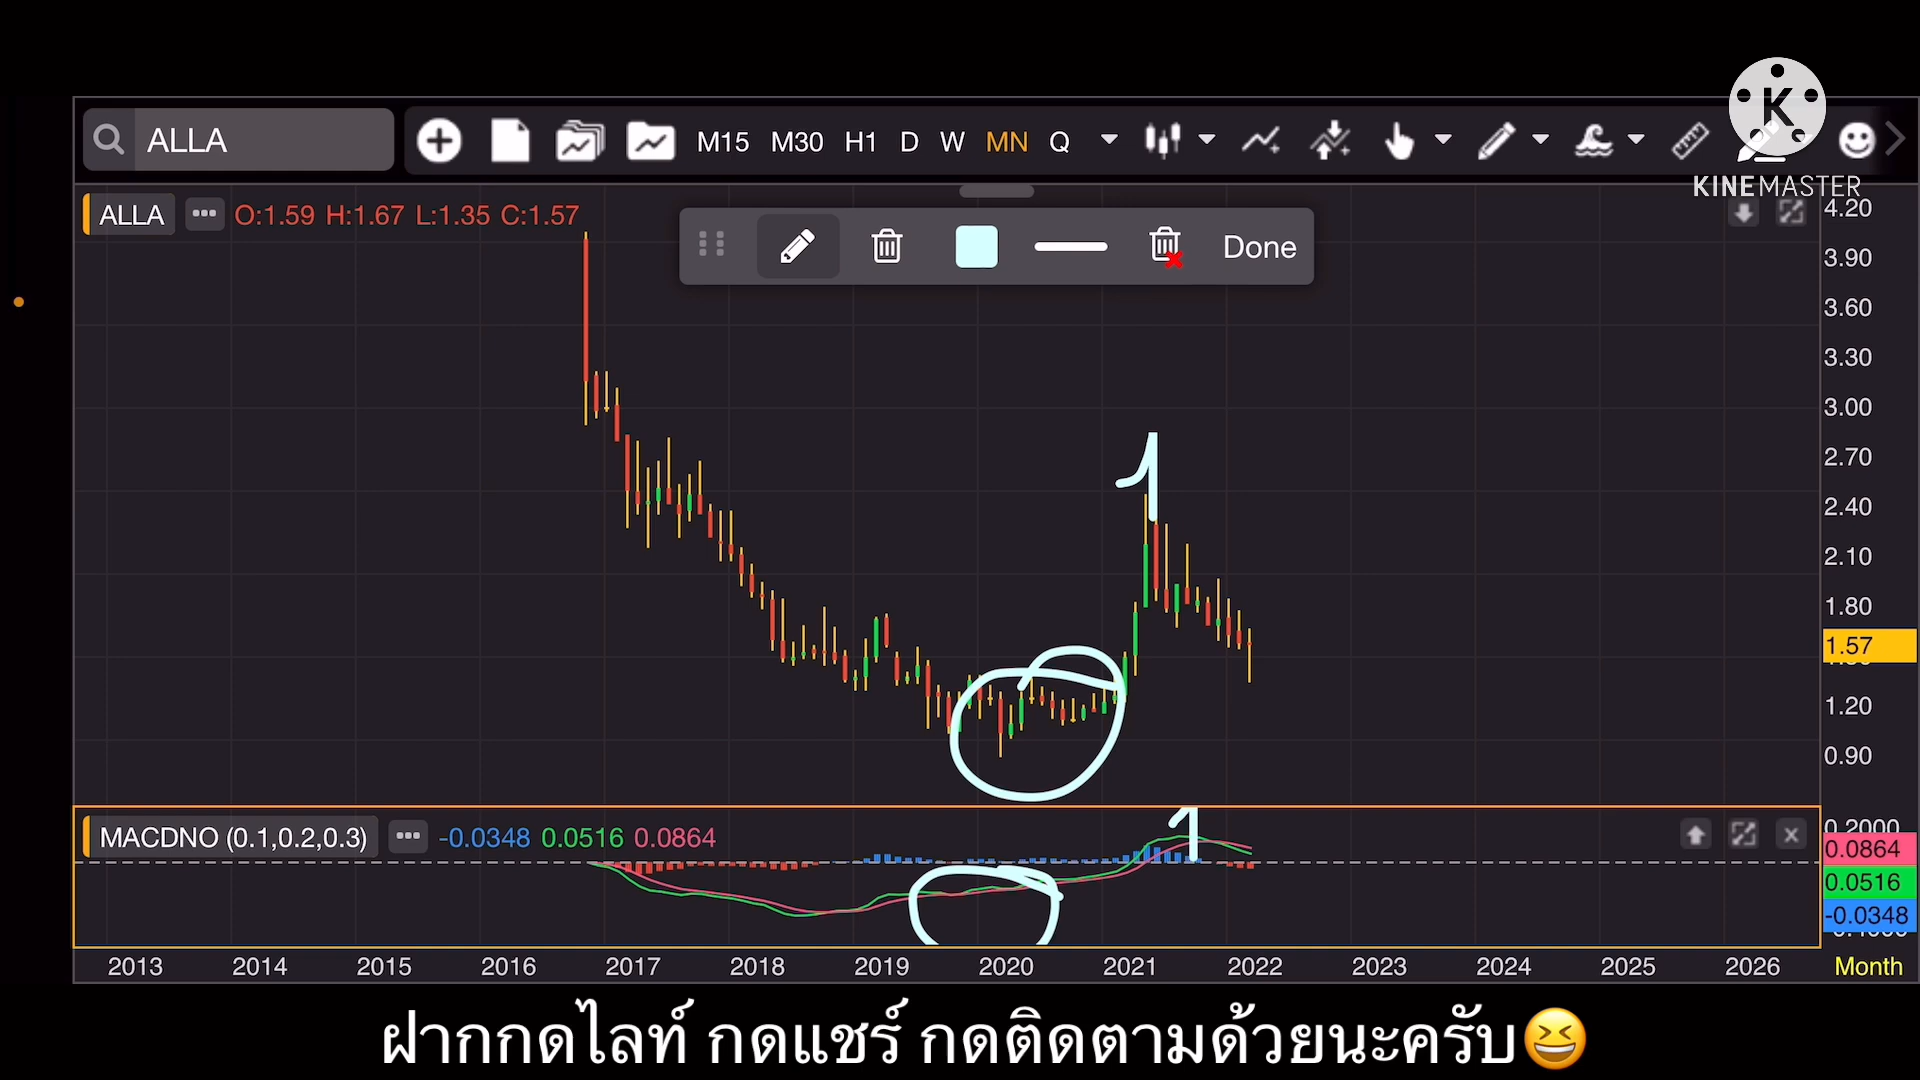 ALLA M15 M30 H1 D W MN Q
KINEMASTER
ALLA O:1.59 H:1.67 L:1.35 C:1.57
Done
4.20
3.90
3.60
3.30
3.00
2.70
2.40
2.10
1.80
1.57
1.20
0.90
1
1
MACDNO (0.1,0.2,0.3) -0.0348 0.0516 0.0864
0.2000
0.0864
0.0516
-0.0348
2013 2014 2015 2016 2017 2018 2019 2020 2021 2022 2023 2024 2025 2026 Month
ฝากกดไลท์ กดแชร์ กดติดตามด้วยนะครับ😆